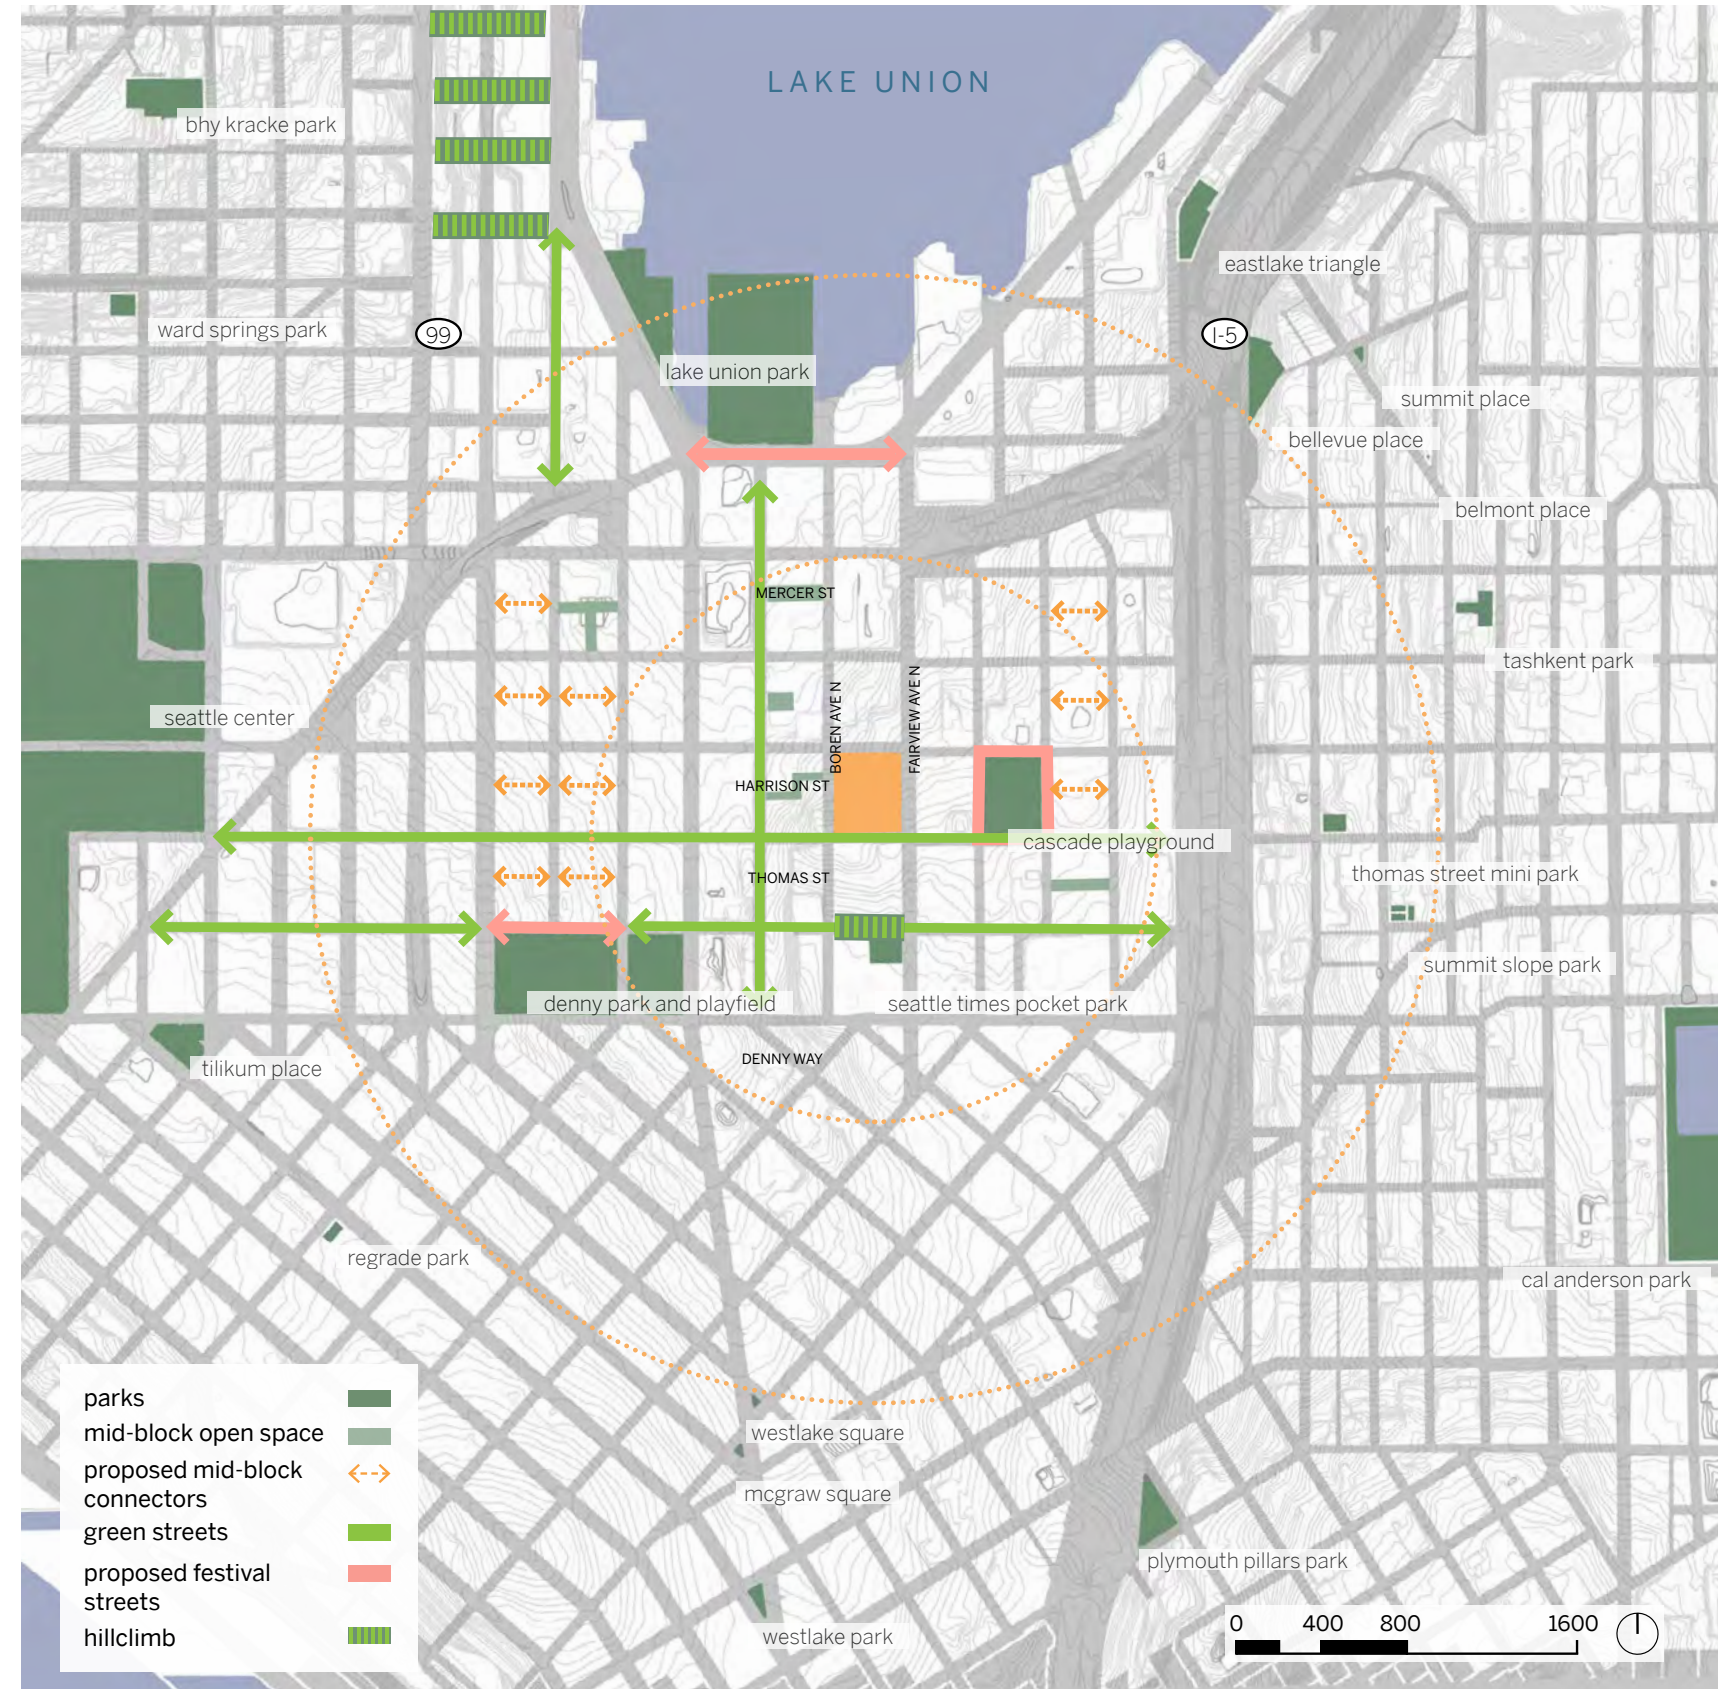 LAKE UNION
bhy kracke park
eastlake triangle
ward springs park
99
I-5
lake union park
summit place
bellevue place
belmont place
MERCER ST
tashkent park
seattle center
BOREN AVE N
FAIRVIEW AVE N
HARRISON ST
cascade playground
THOMAS ST
thomas street mini park
summit slope park
denny park and playfield
seattle times pocket park
DENNY WAY
tilikum place
regrade park
cal anderson park
westlake square
mcgraw square
plymouth pillars park
westlake park
parks
mid-block open space
proposed mid-block
connectors
green streets
proposed festival
streets
hillclimb
0 400 800 1600